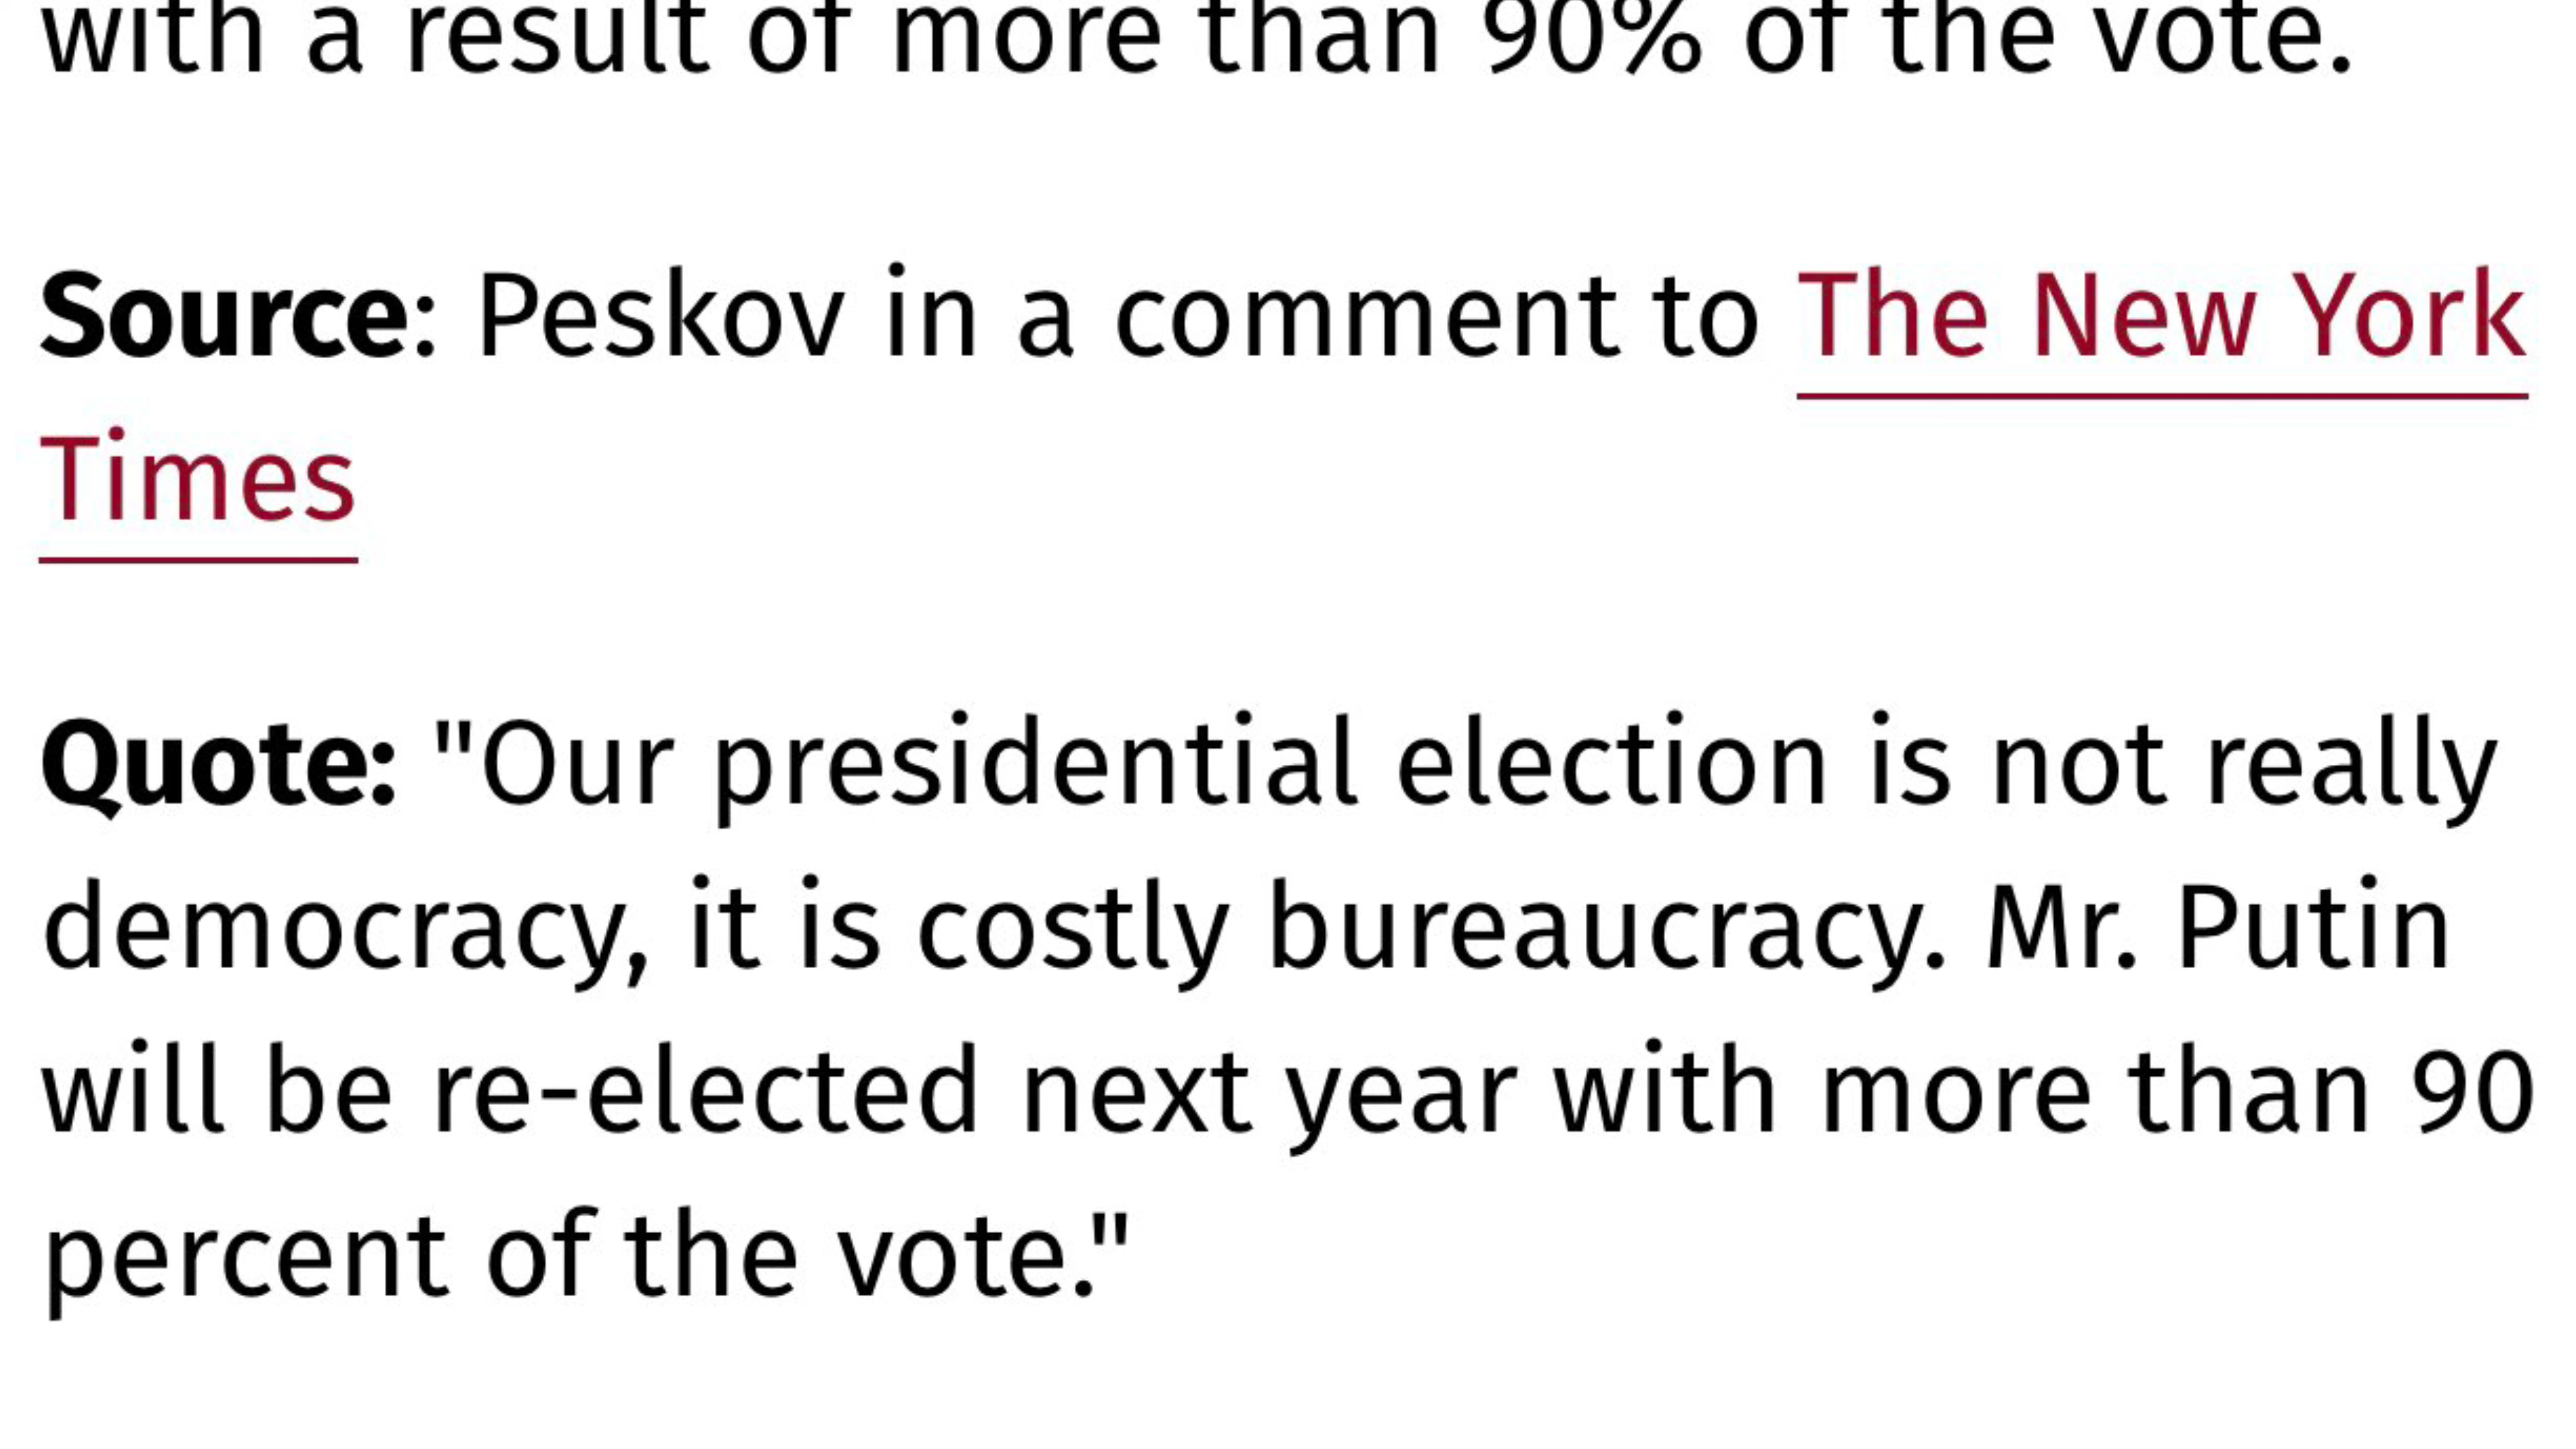 with a result of more than 90% of the vote.
Source: Peskov in a comment to The New York
Times
Quote: "Our presidential election is not really
democracy, it is costly bureaucracy. Mr. Putin
will be re-elected next year with more than 90
percent of the vote."